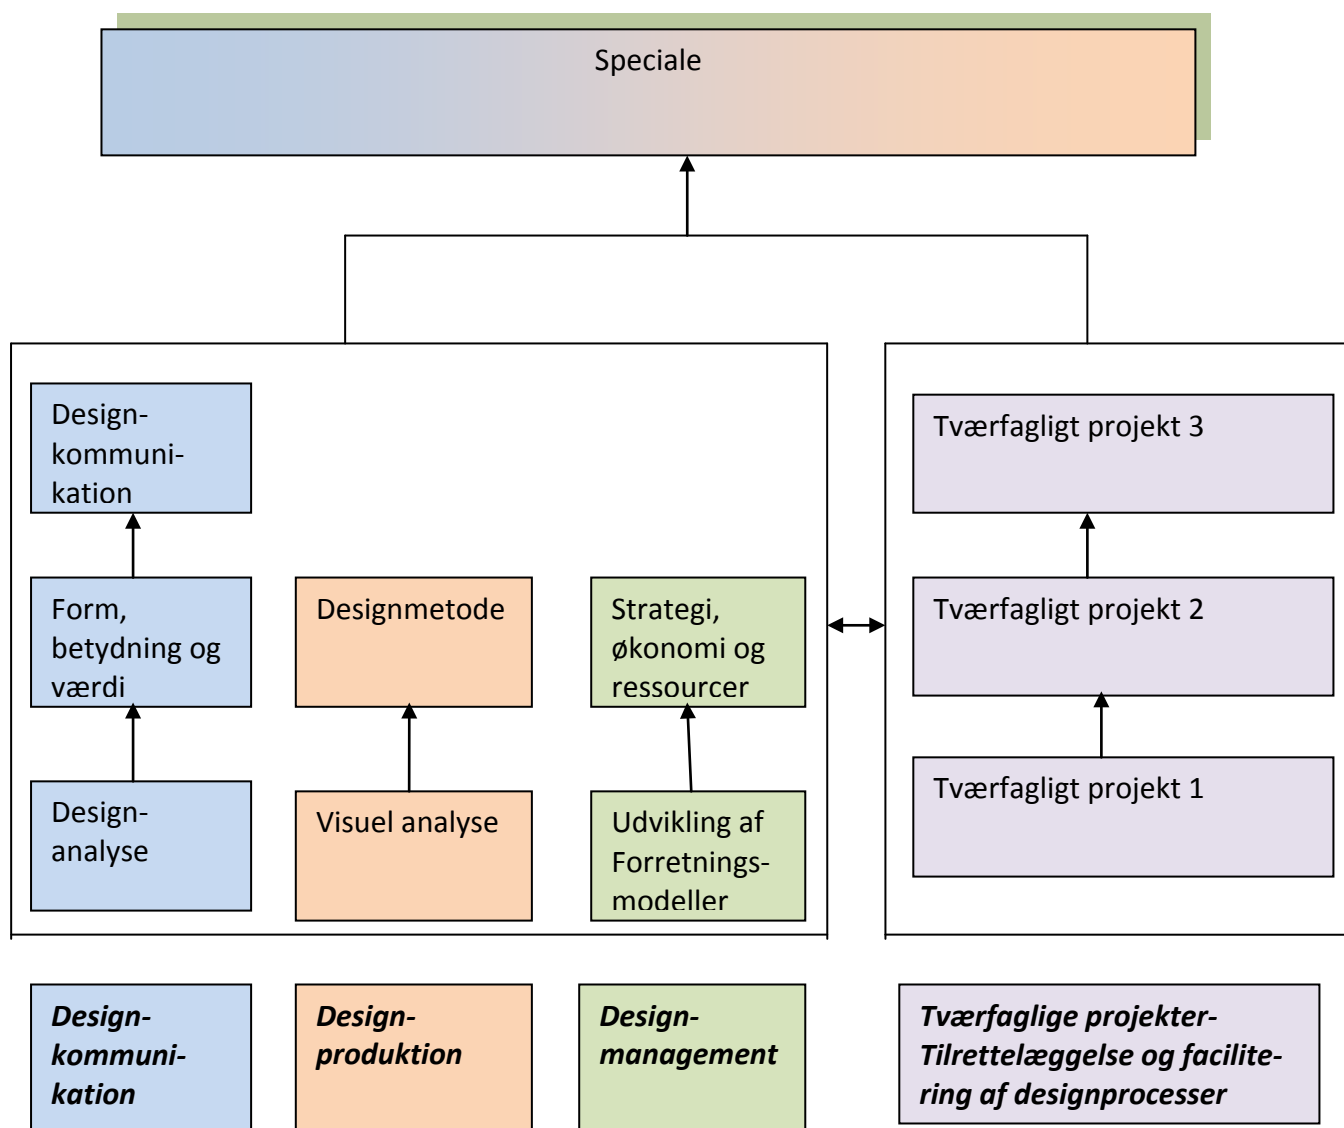 Speciale
Design-
kommuni-
kation
Form,
betydning og
værdi
Design-
analyse
Designmetode
Visuel analyse
Strategi,
økonomi og
ressourcer
Udvikling af
Forretnings-
modeller
Tværfagligt projekt 3
Tværfagligt projekt 2
Tværfagligt projekt 1
Design-
kommuni-
kation
Design-
produktion
Design-
management
Tværfaglige projekter-
Tilrettelæggelse og facilite-
ring af designprocesser